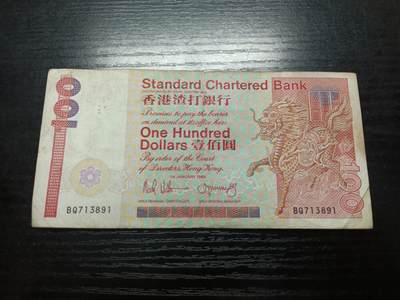 100
Standard Chartered Bank
香港渣打銀行
Promises to pay the bearer
on demand at its office here
One Hundred
Dollars 壹佰圓
By order of the Court
of Directors, Hong Kong.
BQ713891
BQ713891
100